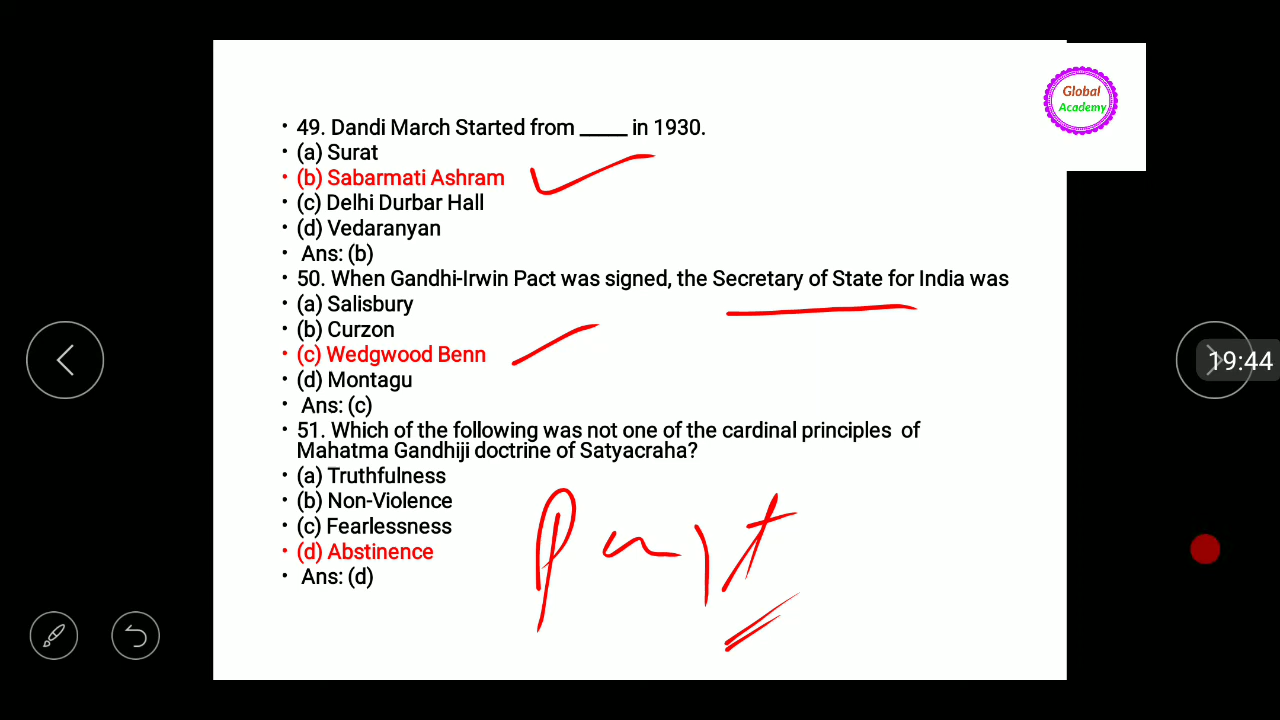 Global
Academy
• 49. Dandi March Started from _____ in 1930.
• (a) Surat
• (b) Sabarmati Ashram
• (c) Delhi Durbar Hall
• (d) Vedaranyan
• Ans: (b)
• 50. When Gandhi-Irwin Pact was signed, the Secretary of State for India was
• (a) Salisbury
• (b) Curzon
• (c) Wedgwood Benn
• (d) Montagu
• Ans: (c)
• 51. Which of the following was not one of the cardinal principles of
Mahatma Gandhiji doctrine of Satyacraha?
• (a) Truthfulness
• (b) Non-Violence
• (c) Fearlessness
• (d) Abstinence
• Ans: (d)
19:44